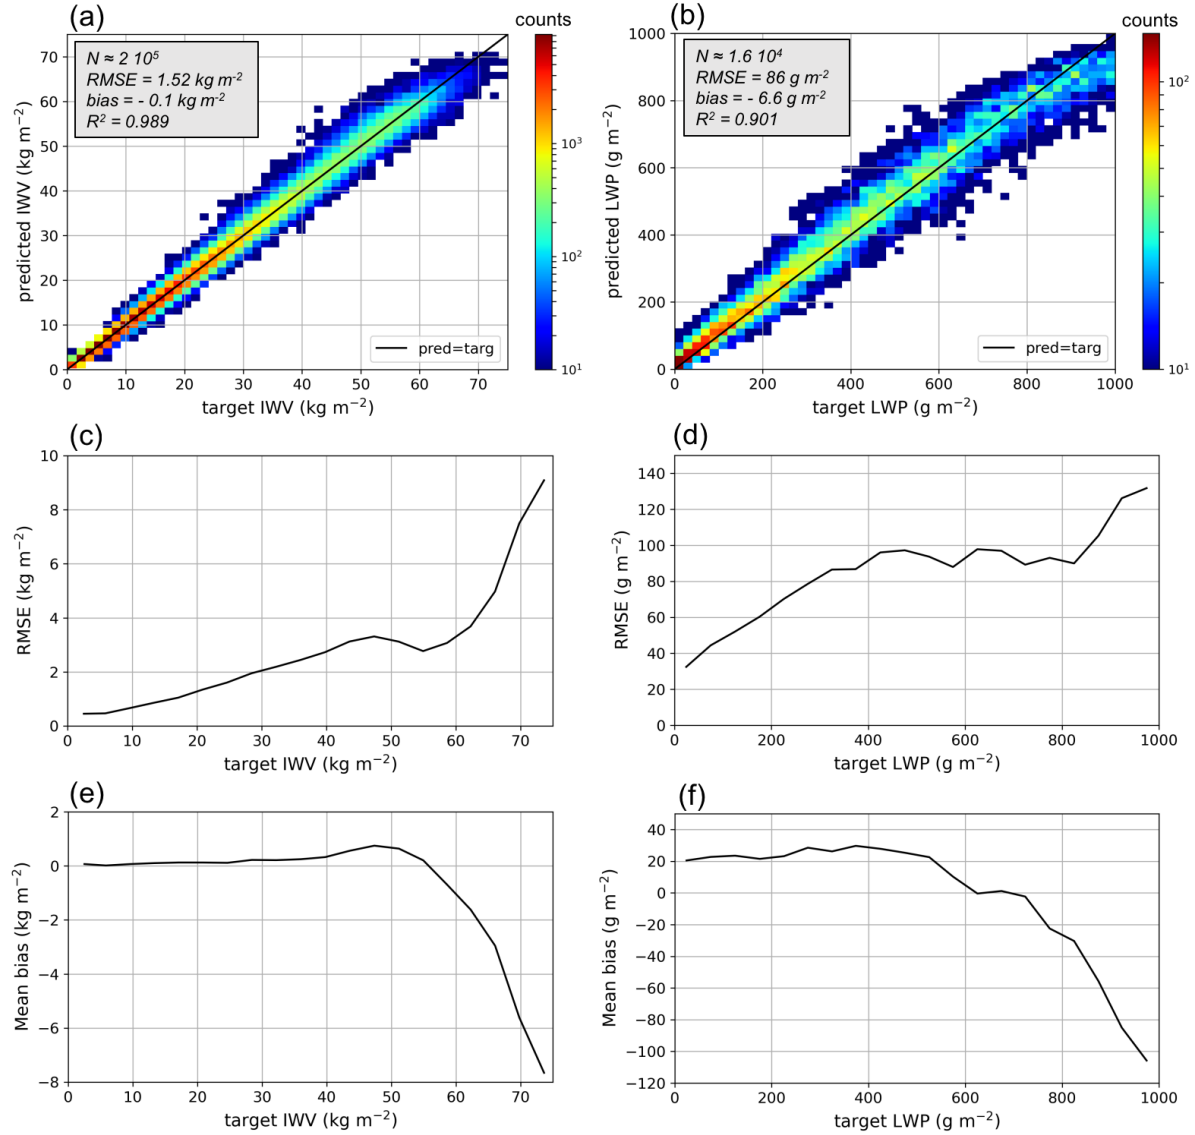 (a)
counts
N ≈ 2 10⁵
RMSE = 1.52 kg m⁻²
bias = - 0.1 kg m⁻²
R² = 0.989
predicted IWV (kg m⁻²)
70
60
50
40
30
20
10
0
0 10 20 30 40 50 60 70
target IWV (kg m⁻²)
pred=targ
10³
10²
10¹
(b)
counts
N ≈ 1.6 10⁴
RMSE = 86 g m⁻²
bias = - 6.6 g m⁻²
R² = 0.901
predicted LWP (g m⁻²)
1000
800
600
400
200
0
0 200 400 600 800 1000
target LWP (g m⁻²)
pred=targ
10²
10¹
(c)
RMSE (kg m⁻²)
10
8
6
4
2
0
0 10 20 30 40 50 60 70
target IWV (kg m⁻²)
(d)
RMSE (g m⁻²)
140
120
100
80
60
40
20
0
0 200 400 600 800 1000
target LWP (g m⁻²)
(e)
Mean bias (kg m⁻²)
2
0
−2
−4
−6
−8
0 10 20 30 40 50 60 70
target IWV (kg m⁻²)
(f)
Mean bias (g m⁻²)
40
20
0
−20
−40
−60
−80
−100
−120
0 200 400 600 800 1000
target LWP (g m⁻²)